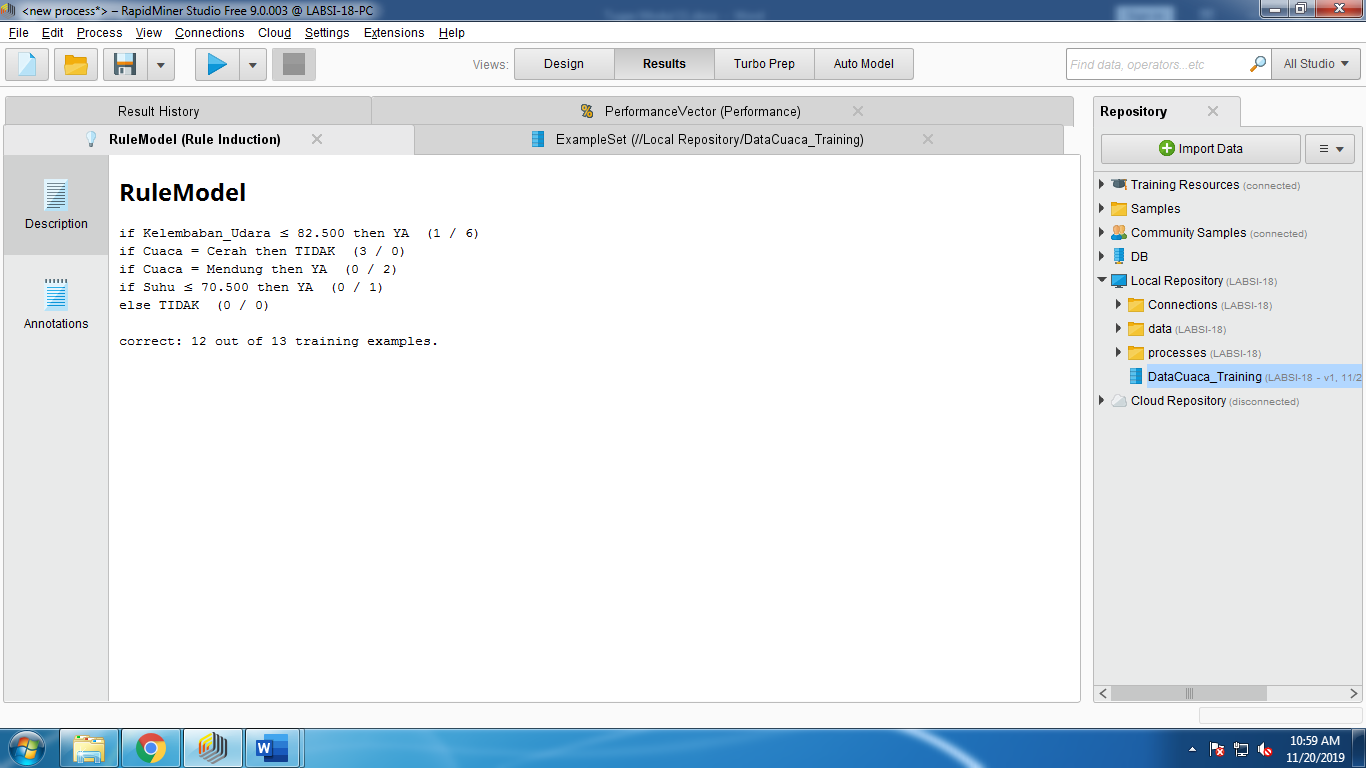 <new process*> – RapidMiner Studio Free 9.0.003 @ LABSI-18-PC
File Edit Process View Connections Cloud Settings Extensions Help
Views: Design Results Turbo Prep Auto Model
Find data, operators...etc
All Studio
Result History
PerformanceVector (Performance)
RuleModel (Rule Induction)
ExampleSet (//Local Repository/DataCuaca_Training)
Description
Annotations
RuleModel
if Kelembaban_Udara ≤ 82.500 then YA (1 / 6)
if Cuaca = Cerah then TIDAK (3 / 0)
if Cuaca = Mendung then YA (0 / 2)
if Suhu ≤ 70.500 then YA (0 / 1)
else TIDAK (0 / 0)
correct: 12 out of 13 training examples.
Repository
Import Data
Training Resources (connected)
Samples
Community Samples (connected)
DB
Local Repository (LABSI-18)
Connections (LABSI-18)
data (LABSI-18)
processes (LABSI-18)
DataCuaca_Training (LABSI-18 - v1, 11/2
Cloud Repository (disconnected)
10:59 AM
11/20/2019